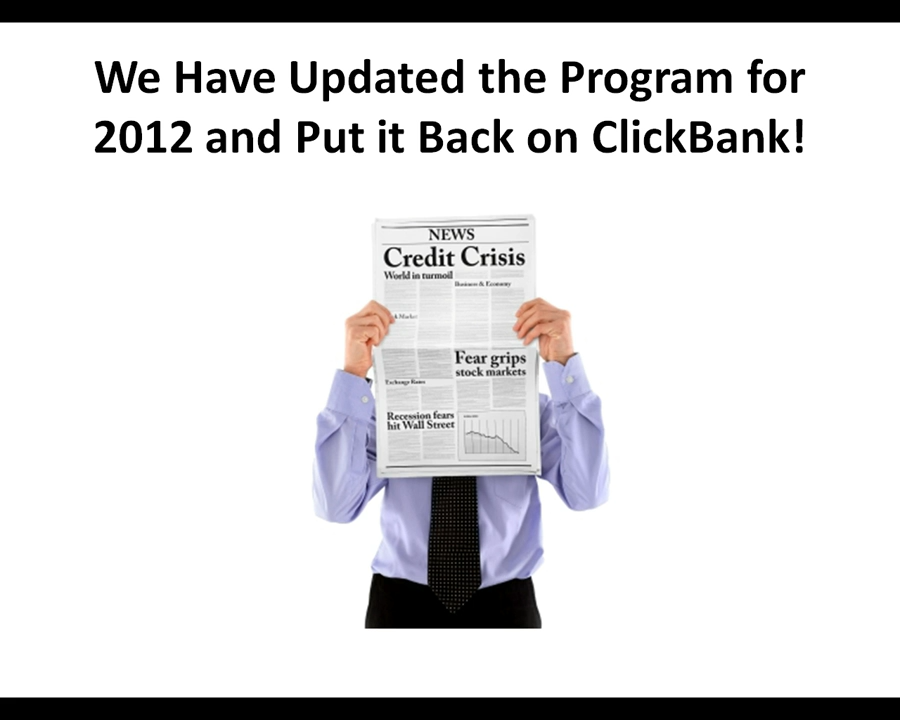 We Have Updated the Program for
2012 and Put it Back on ClickBank!
NEWS
Credit Crisis
World in turmoil
Business & Economy
Market
Fear grips
stock markets
Exchange Rates
Recession fears
hit Wall Street